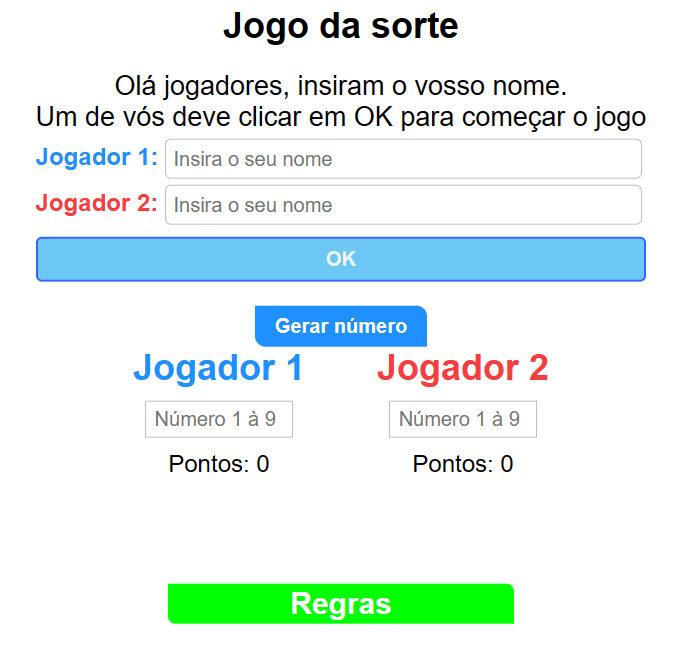 Jogo da sorte
Olá jogadores, insiram o vosso nome.
Um de vós deve clicar em OK para começar o jogo
Jogador 1: Insira o seu nome
Jogador 2: Insira o seu nome
OK
Gerar número
Jogador 1 Jogador 2
Número 1 à 9 Número 1 à 9
Pontos: 0 Pontos: 0
Regras